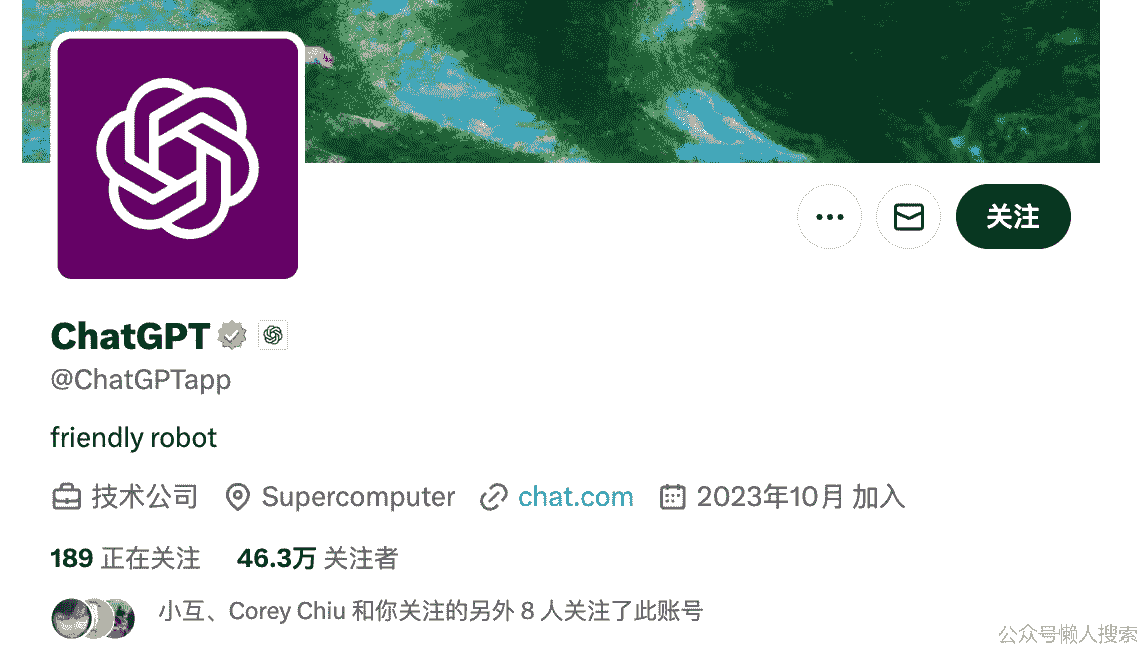 关注
ChatGPT
@ChatGPTapp
friendly robot
技术公司 Supercomputer chat.com 2023年10月 加入
189 正在关注 46.3万 关注者
小互、Corey Chiu 和你关注的另外 8 人关注了此账号
公众号懒人搜索